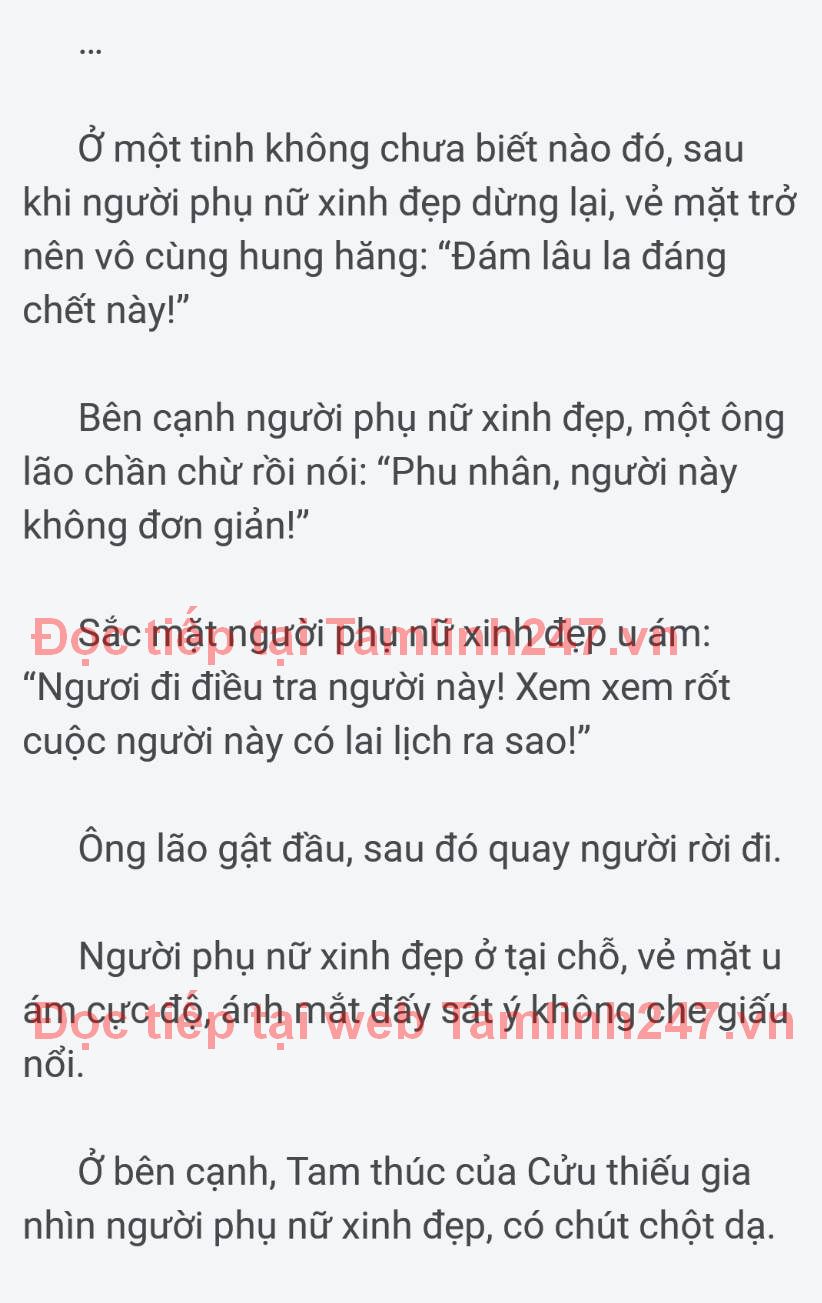 ...
Ở một tinh không chưa biết nào đó, sau
khi người phụ nữ xinh đẹp dừng lại, vẻ mặt trở
nên vô cùng hung hăng: “Đám lâu la đáng
chết này!”
Bên cạnh người phụ nữ xinh đẹp, một ông
lão chần chừ rồi nói: “Phu nhân, người này
không đơn giản!”
Sắc mặt người phụ nữ xinh đẹp u ám:
Đọc tiếp tại Tamlinh247.vn
“Ngươi đi điều tra người này! Xem xem rốt
cuộc người này có lai lịch ra sao!”
Ông lão gật đầu, sau đó quay người rời đi.
Người phụ nữ xinh đẹp ở tại chỗ, vẻ mặt u
ám cực độ, ánh mắt đấy sát ý không che giấu
Đọc tiếp tại web Tamlinh247.vn
nổi.
Ở bên cạnh, Tam thúc của Cửu thiếu gia
nhìn người phụ nữ xinh đẹp, có chút chột dạ.